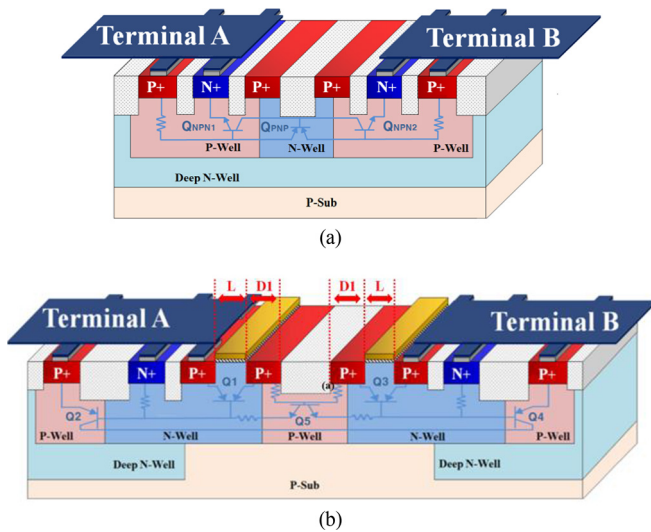 Terminal A Terminal B
P+ N+ P+ P+ N+ P+
QNPN1 QPNP QNPN2
P-Well N-Well P-Well
Deep N-Well
P-Sub
(a)
L D1 D1 L
Terminal A Terminal B
P+ N+ P+ P+ P+ P+ N+ P+
(a)
Q1 Q3
Q2 Q5 Q4
P-Well N-Well P-Well N-Well P-Well
Deep N-Well Deep N-Well
P-Sub
(b)